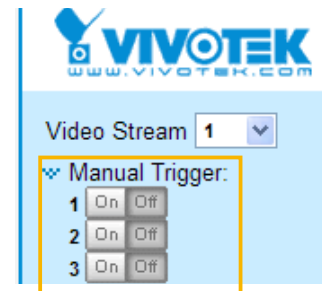 VIVOTEK
www.vivotek.com
Video Stream 1
Manual Trigger:
1 On Off
2 On Off
3 On Off